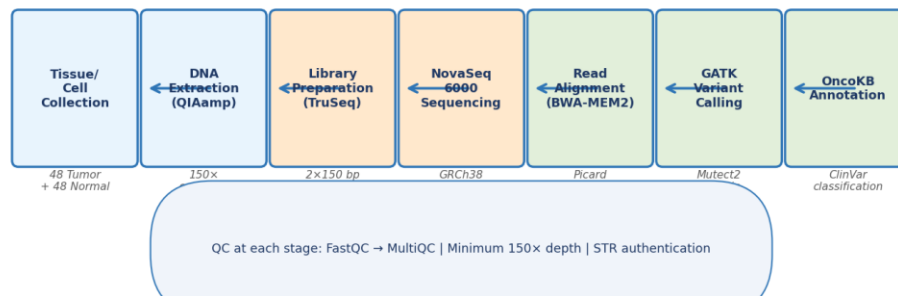 Tissue/
Cell
Collection
DNA
Extraction
(QIAamp)
Library
Preparation
(TruSeq)
NovaSeq
6000
Sequencing
Read
Alignment
(BWA-MEM2)
GATK
Variant
Calling
OncoKB
Annotation
48 Tumor
+ 48 Normal
150×
2×150 bp
GRCh38
Picard
Mutect2
ClinVar
classification
QC at each stage: FastQC → MultiQC | Minimum 150× depth | STR authentication